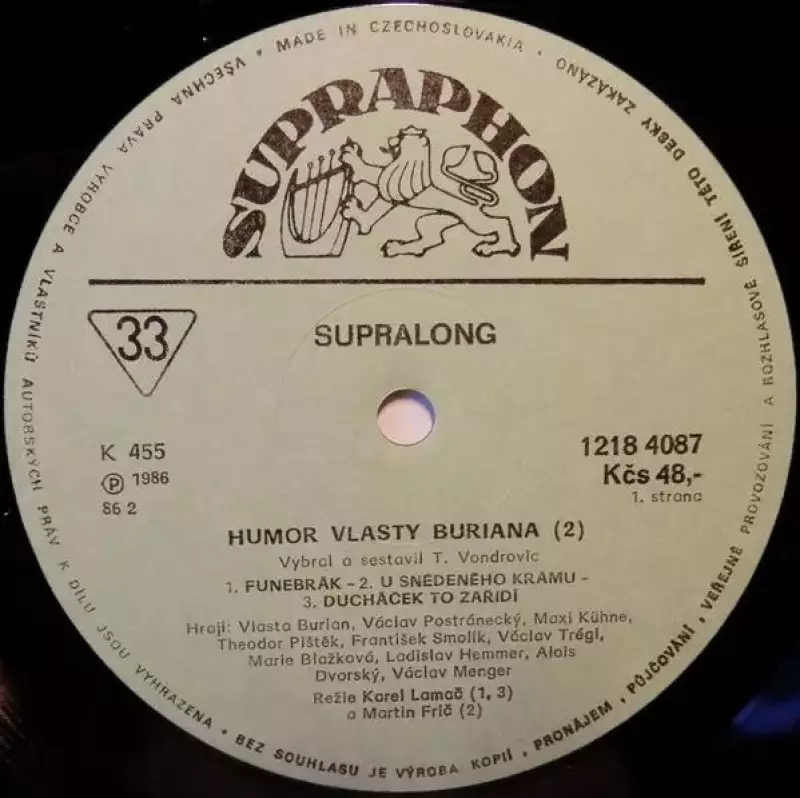 VŠECHNA PRÁVA VÝROBCE A VLASTNÍKŮ AUTORSKÝCH PRÁV K DÍLU JSOU VYHRAZENA • BEZ SOUHLASU JE VÝROBA KOPIÍ, PRONÁJEM, PŮJČOVÁNÍ, VEŘEJNÉ PROVOZOVÁNÍ A ROZHLASOVÉ ŠÍŘENÍ TÉTO DESKY ZAKÁZÁNO • MADE IN CZECHOSLOVAKIA •
SUPRAPHON
33
SUPRALONG
K 455
Ⓟ 1986
86 2
1218 4087
Kčs 48,-
1. strana
HUMOR VLASTY BURIANA (2)
Vybral a sestavil T. Vondrovic
1. FUNEBRÁK – 2. U SNĚDENÉHO KRÁMU –
3. DUCHÁČEK TO ZAŘÍDÍ
Hrají: Vlasta Burian, Václav Postránecký, Maxi Kühne,
Theodor Pištěk, František Smolík, Václav Trégl,
Marie Blažková, Ladislav Hemmer, Alois
Dvorský, Václav Menger
Režie Karel Lamač (1, 3)
a Martin Frič (2)